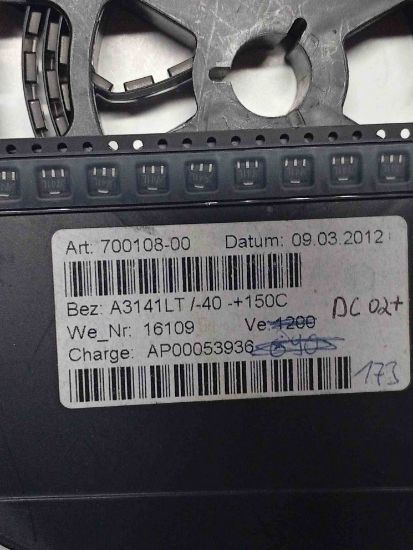 Art: 700108-00 Datum: 09.03.2012
Bez: A3141LT /-40 -+150C
DC 02+
We_Nr: 16109 Ve: 1200
Charge: AP00053936 690
173